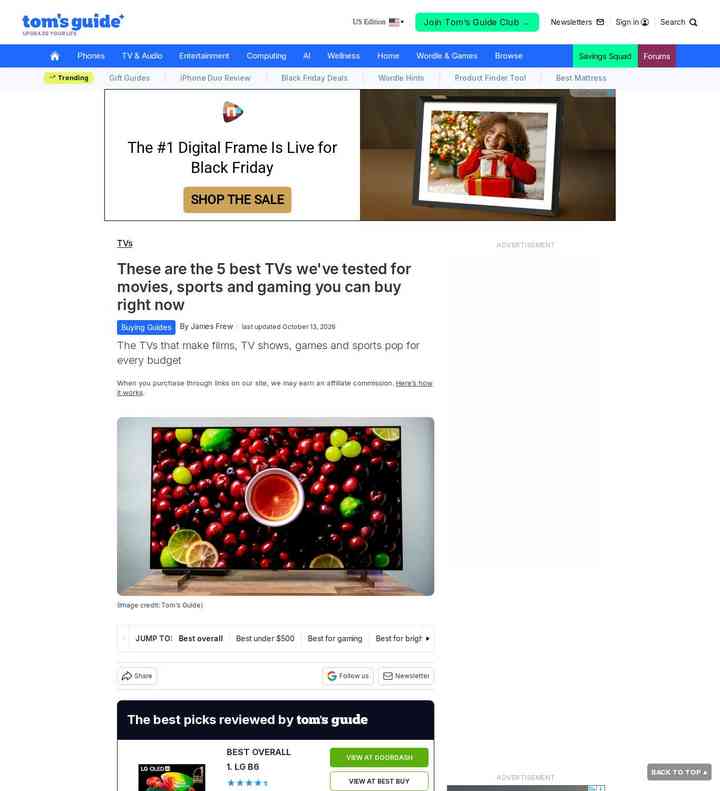 tom's guide
UPGRADE YOUR LIFE
US Edition
Join Tom's Guide Club →
Newsletters
Sign in
Search
Phones
TV & Audio
Entertainment
Computing
AI
Wellness
Home
Wordle & Games
Browse
Savings Squad
Forums
Trending
Gift Guides
iPhone Duo Review
Black Friday Deals
Wordle Hints
Product Finder Tool
Best Mattress
The #1 Digital Frame Is Live for
Black Friday
SHOP THE SALE
TVs
ADVERTISEMENT
These are the 5 best TVs we've tested for
movies, sports and gaming you can buy
right now
Buying Guides
By James Frew
last updated October 13, 2026
The TVs that make films, TV shows, games and sports pop for
every budget
When you purchase through links on our site, we may earn an affiliate commission. Here's how
it works.
(Image credit: Tom's Guide)
JUMP TO:
Best overall
Best under $500
Best for gaming
Best for brigh
Share
Follow us
Newsletter
The best picks reviewed by tom's guide
BEST OVERALL
1. LG B6
LG OLED
VIEW AT DOORDASH
VIEW AT BEST BUY
BACK TO TOP ▲
ADVERTISEMENT